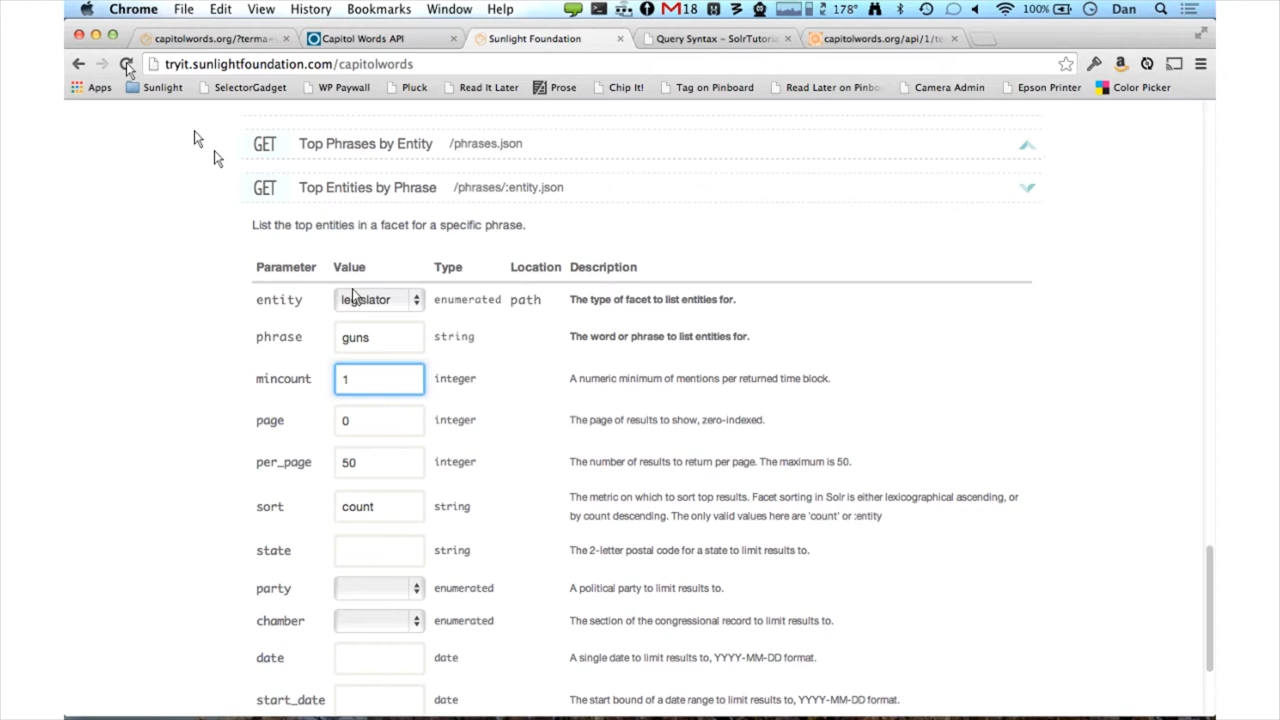 Chrome File Edit View History Bookmarks Window Help 18 178° 100% Dan
capitolwords.org/?terma= Capitol Words API Sunlight Foundation Query Syntax – SolrTutoria capitolwords.org/api/1/te
tryit.sunlightfoundation.com/capitolwords
Apps Sunlight SelectorGadget WP Paywall Pluck Read It Later Prose Chip It! Tag on Pinboard Read Later on Pinbo Camera Admin Epson Printer Color Picker
GET Top Phrases by Entity /phrases.json
GET Top Entities by Phrase /phrases/:entity.json
List the top entities in a facet for a specific phrase.
Parameter Value Type Location Description
entity legislator enumerated path The type of facet to list entities for.
phrase guns string The word or phrase to list entities for.
mincount 1 integer A numeric minimum of mentions per returned time block.
page 0 integer The page of results to show, zero-indexed.
per_page 50 integer The number of results to return per page. The maximum is 50.
sort count string The metric on which to sort top results. Facet sorting in Solr is either lexicographical ascending, or
by count descending. The only valid values here are 'count' or :entity
state string The 2-letter postal code for a state to limit results to.
party enumerated A political party to limit results to.
chamber enumerated The section of the congressional record to limit results to.
date date A single date to limit results to, YYYY-MM-DD format.
start_date date The start bound of a date range to limit results to, YYYY-MM-DD format.